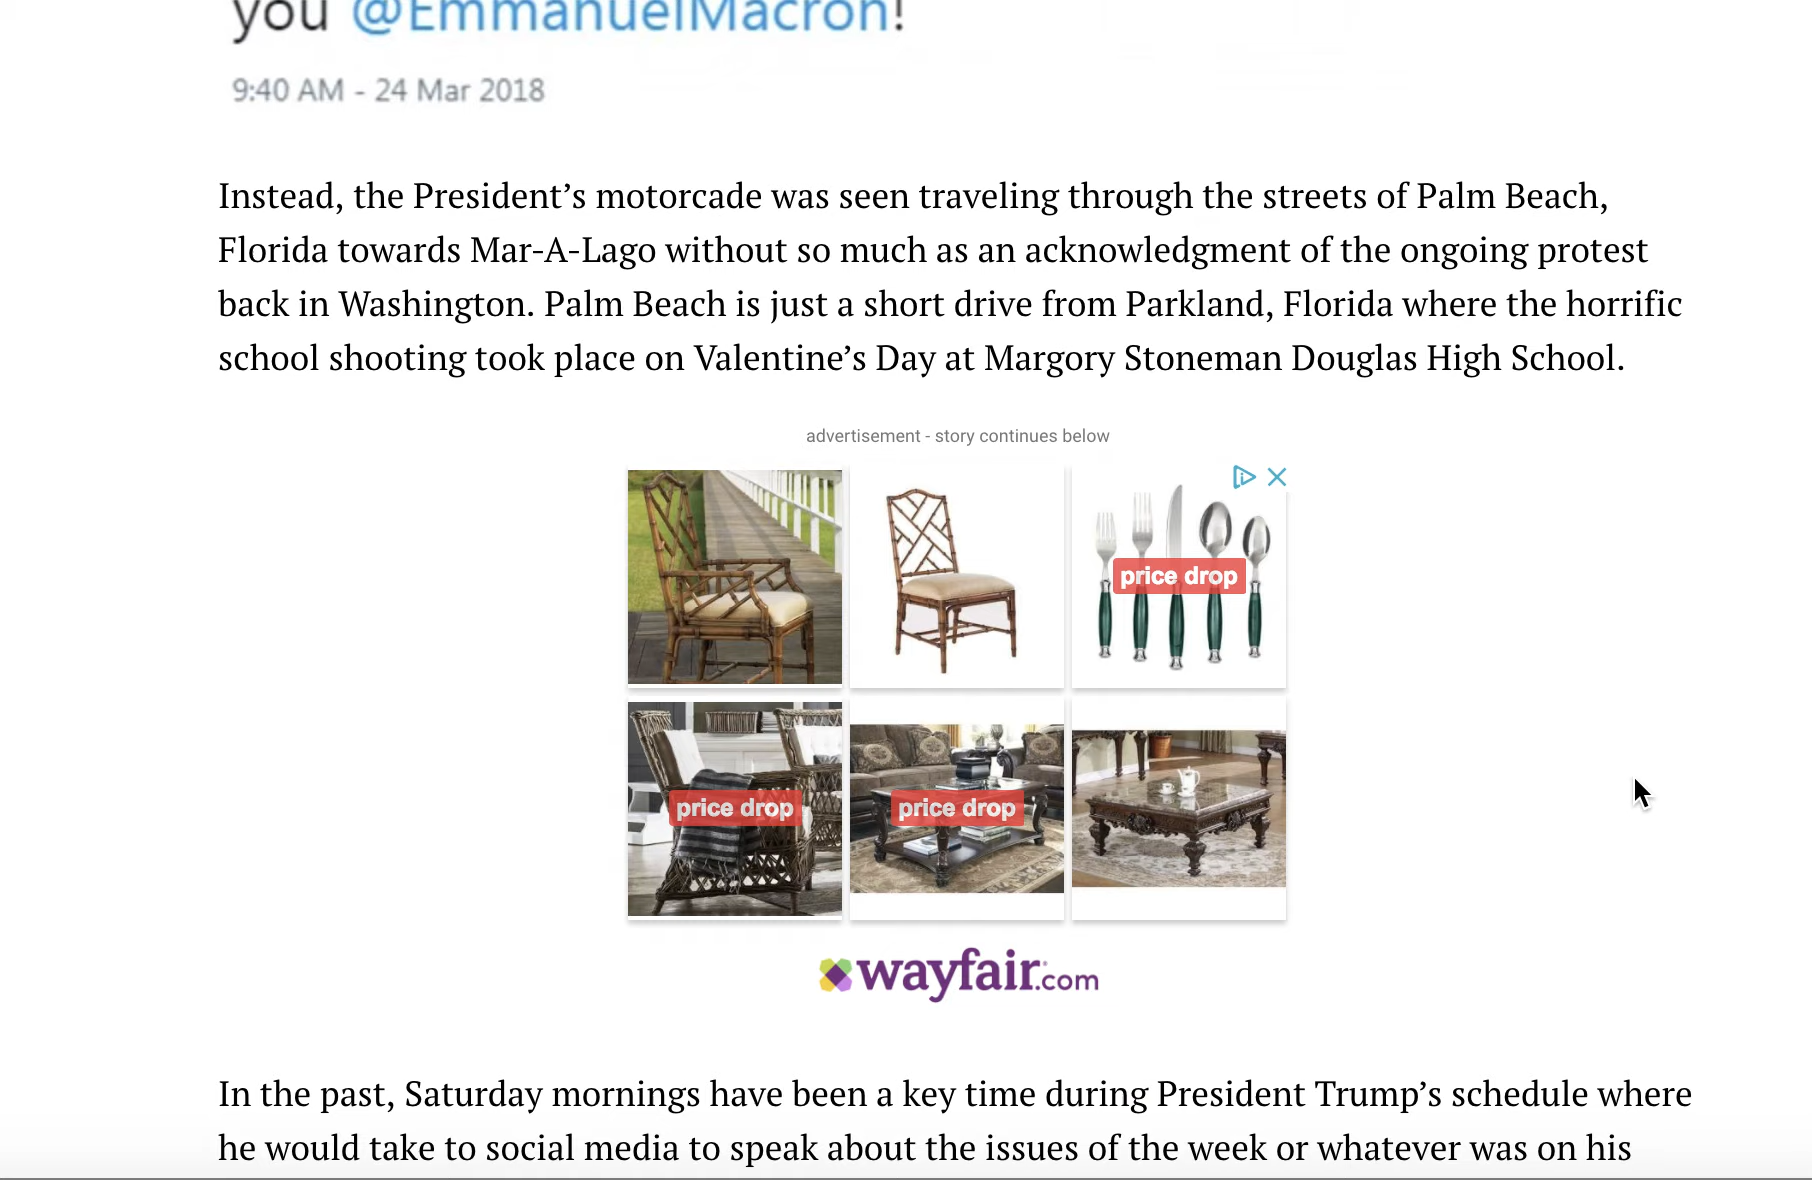 you @EmmanuelMacron!
9:40 AM - 24 Mar 2018
Instead, the President’s motorcade was seen traveling through the streets of Palm Beach,
Florida towards Mar-A-Lago without so much as an acknowledgment of the ongoing protest
back in Washington. Palm Beach is just a short drive from Parkland, Florida where the horrific
school shooting took place on Valentine’s Day at Margory Stoneman Douglas High School.
advertisement - story continues below
price drop
price drop
price drop
wayfair.com
In the past, Saturday mornings have been a key time during President Trump’s schedule where
he would take to social media to speak about the issues of the week or whatever was on his